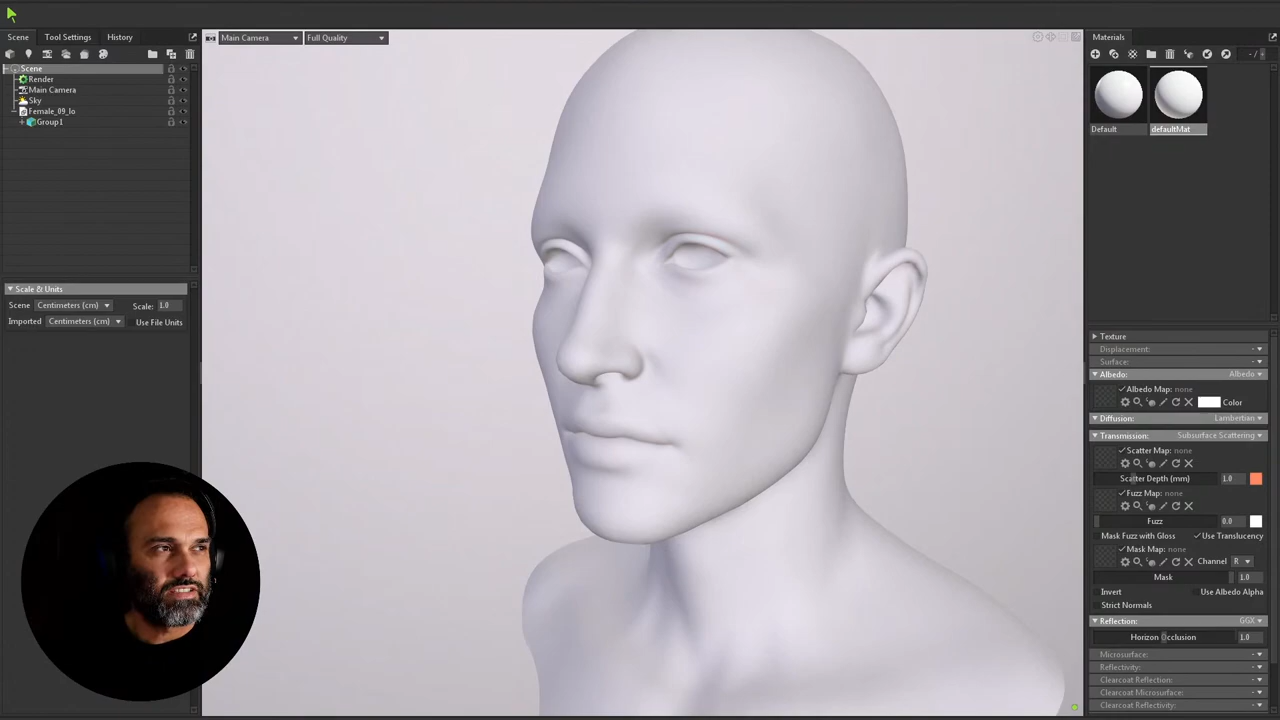 Scene
Tool Settings
History
Scene
Render
Main Camera
Sky
Female_09_lo
Group1
Scale & Units
Scene Centimeters (cm) Scale: 1.0
Imported Centimeters (cm) Use File Units
Main Camera
Full Quality
Materials
- /
Default
defaultMat
Texture
Displacement: -
Surface: -
Albedo: Albedo
Albedo Map: none
Color
Diffusion: Lambertian
Transmission: Subsurface Scattering
Scatter Map: none
Scatter Depth (mm) 1.0
Fuzz Map: none
Fuzz 0.0
Mask Fuzz with Gloss Use Translucency
Mask Map: none
Channel R
Mask 1.0
Invert Use Albedo Alpha
Strict Normals
Reflection: GGX
Horizon Occlusion 1.0
Microsurface: -
Reflectivity: -
Clearcoat Reflection: -
Clearcoat Microsurface: -
Clearcoat Reflectivity: -